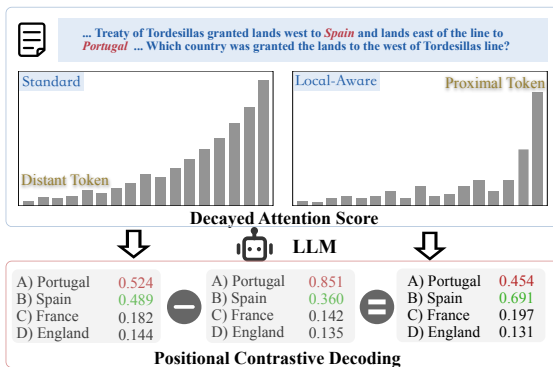 ... Treaty of Tordesillas granted lands west to Spain and lands east of the line to
Portugal ... Which country was granted the lands to the west of Tordesillas line?
Standard
Distant Token
Local-Aware
Proximal Token
Decayed Attention Score
LLM
A) Portugal 0.524
B) Spain 0.489
C) France 0.182
D) England 0.144
A) Portugal 0.851
B) Spain 0.360
C) France 0.142
D) England 0.135
A) Portugal 0.454
B) Spain 0.691
C) France 0.197
D) England 0.131
Positional Contrastive Decoding